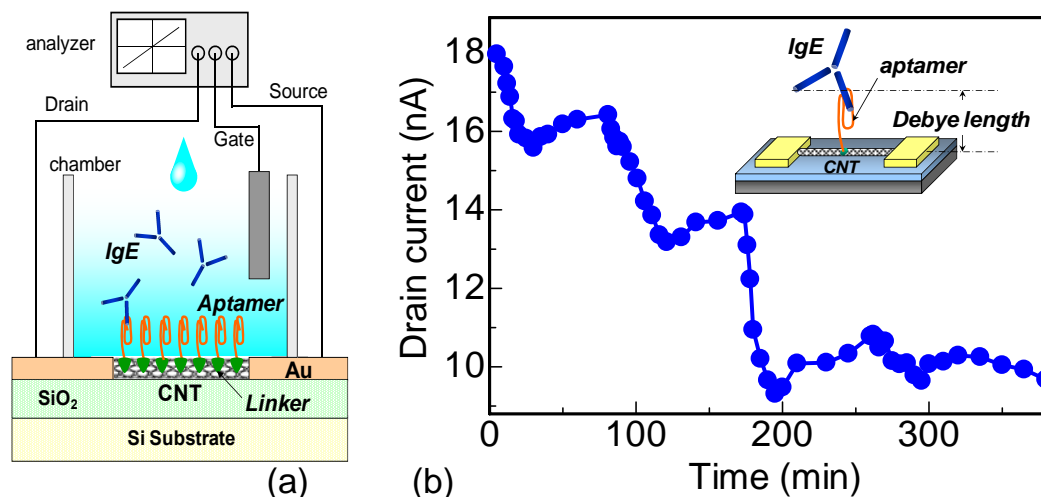 analyzer
Drain
Source
Gate
chamber
IgE
Aptamer
Au
CNT
SiO2
Linker
Si Substrate
(a)
(b)
Drain current (nA)
18
16
14
12
10
0
100
200
300
Time (min)
IgE
aptamer
Debye length
CNT